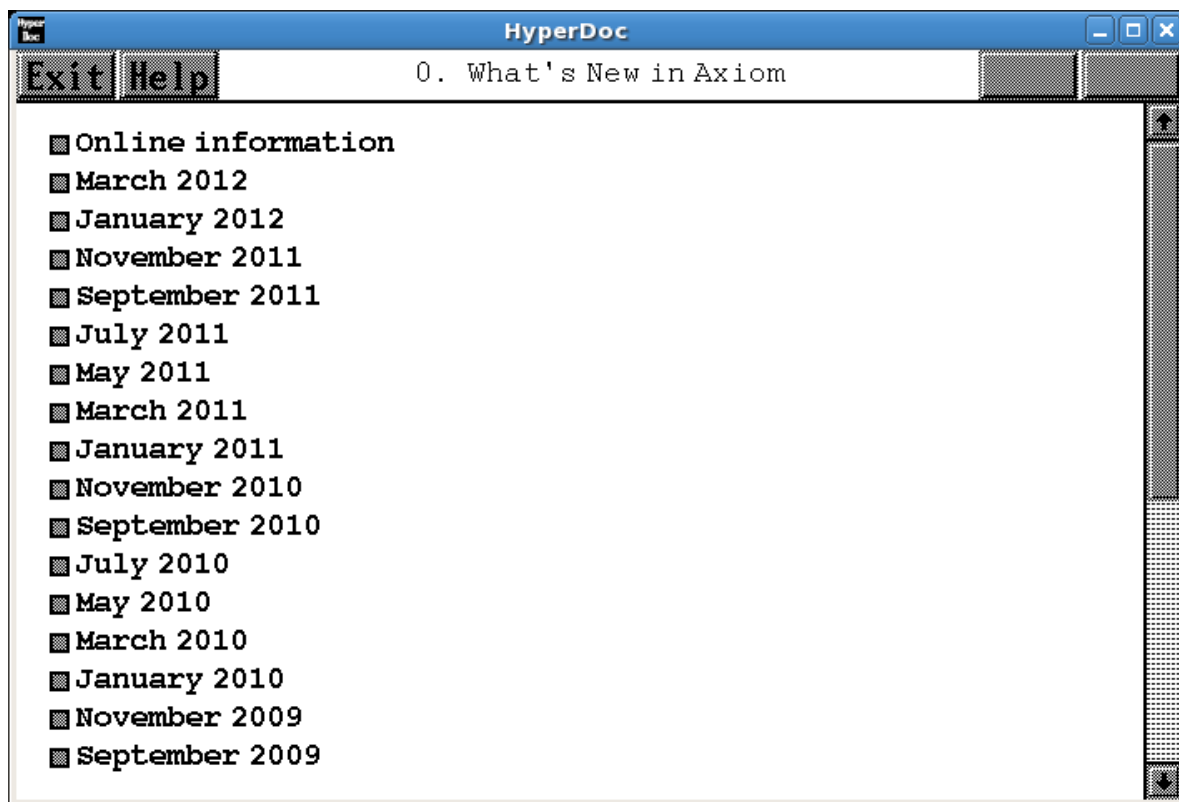 Hyper
Doc
HyperDoc
Exit Help 0. What's New in Axiom
Online information
March 2012
January 2012
November 2011
September 2011
July 2011
May 2011
March 2011
January 2011
November 2010
September 2010
July 2010
May 2010
March 2010
January 2010
November 2009
September 2009